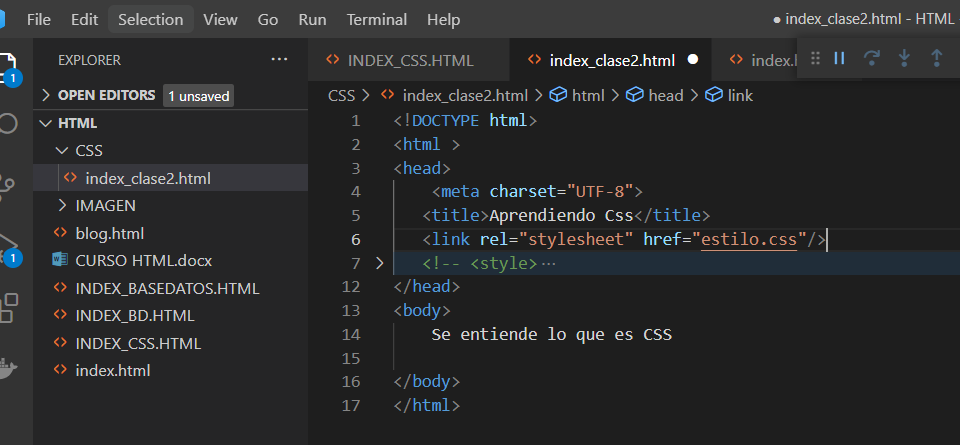 File Edit Selection View Go Run Terminal Help ● index_clase2.html - HTML -
EXPLORER ···
INDEX_CSS.HTML index_clase2.html ● index.
OPEN EDITORS 1 unsaved
CSS > index_clase2.html > html > head > link
HTML
CSS
index_clase2.html
IMAGEN
blog.html
CURSO HTML.docx
INDEX_BASEDATOS.HTML
INDEX_BD.HTML
INDEX_CSS.HTML
index.html
1
1
1 <!DOCTYPE html>
2 <html >
3 <head>
4 <meta charset="UTF-8">
5 <title>Aprendiendo Css</title>
6 <link rel="stylesheet" href="estilo.css"/>
7 > <!-- <style>···
12 </head>
13 <body>
14 Se entiende lo que es CSS
15
16 </body>
17 </html>